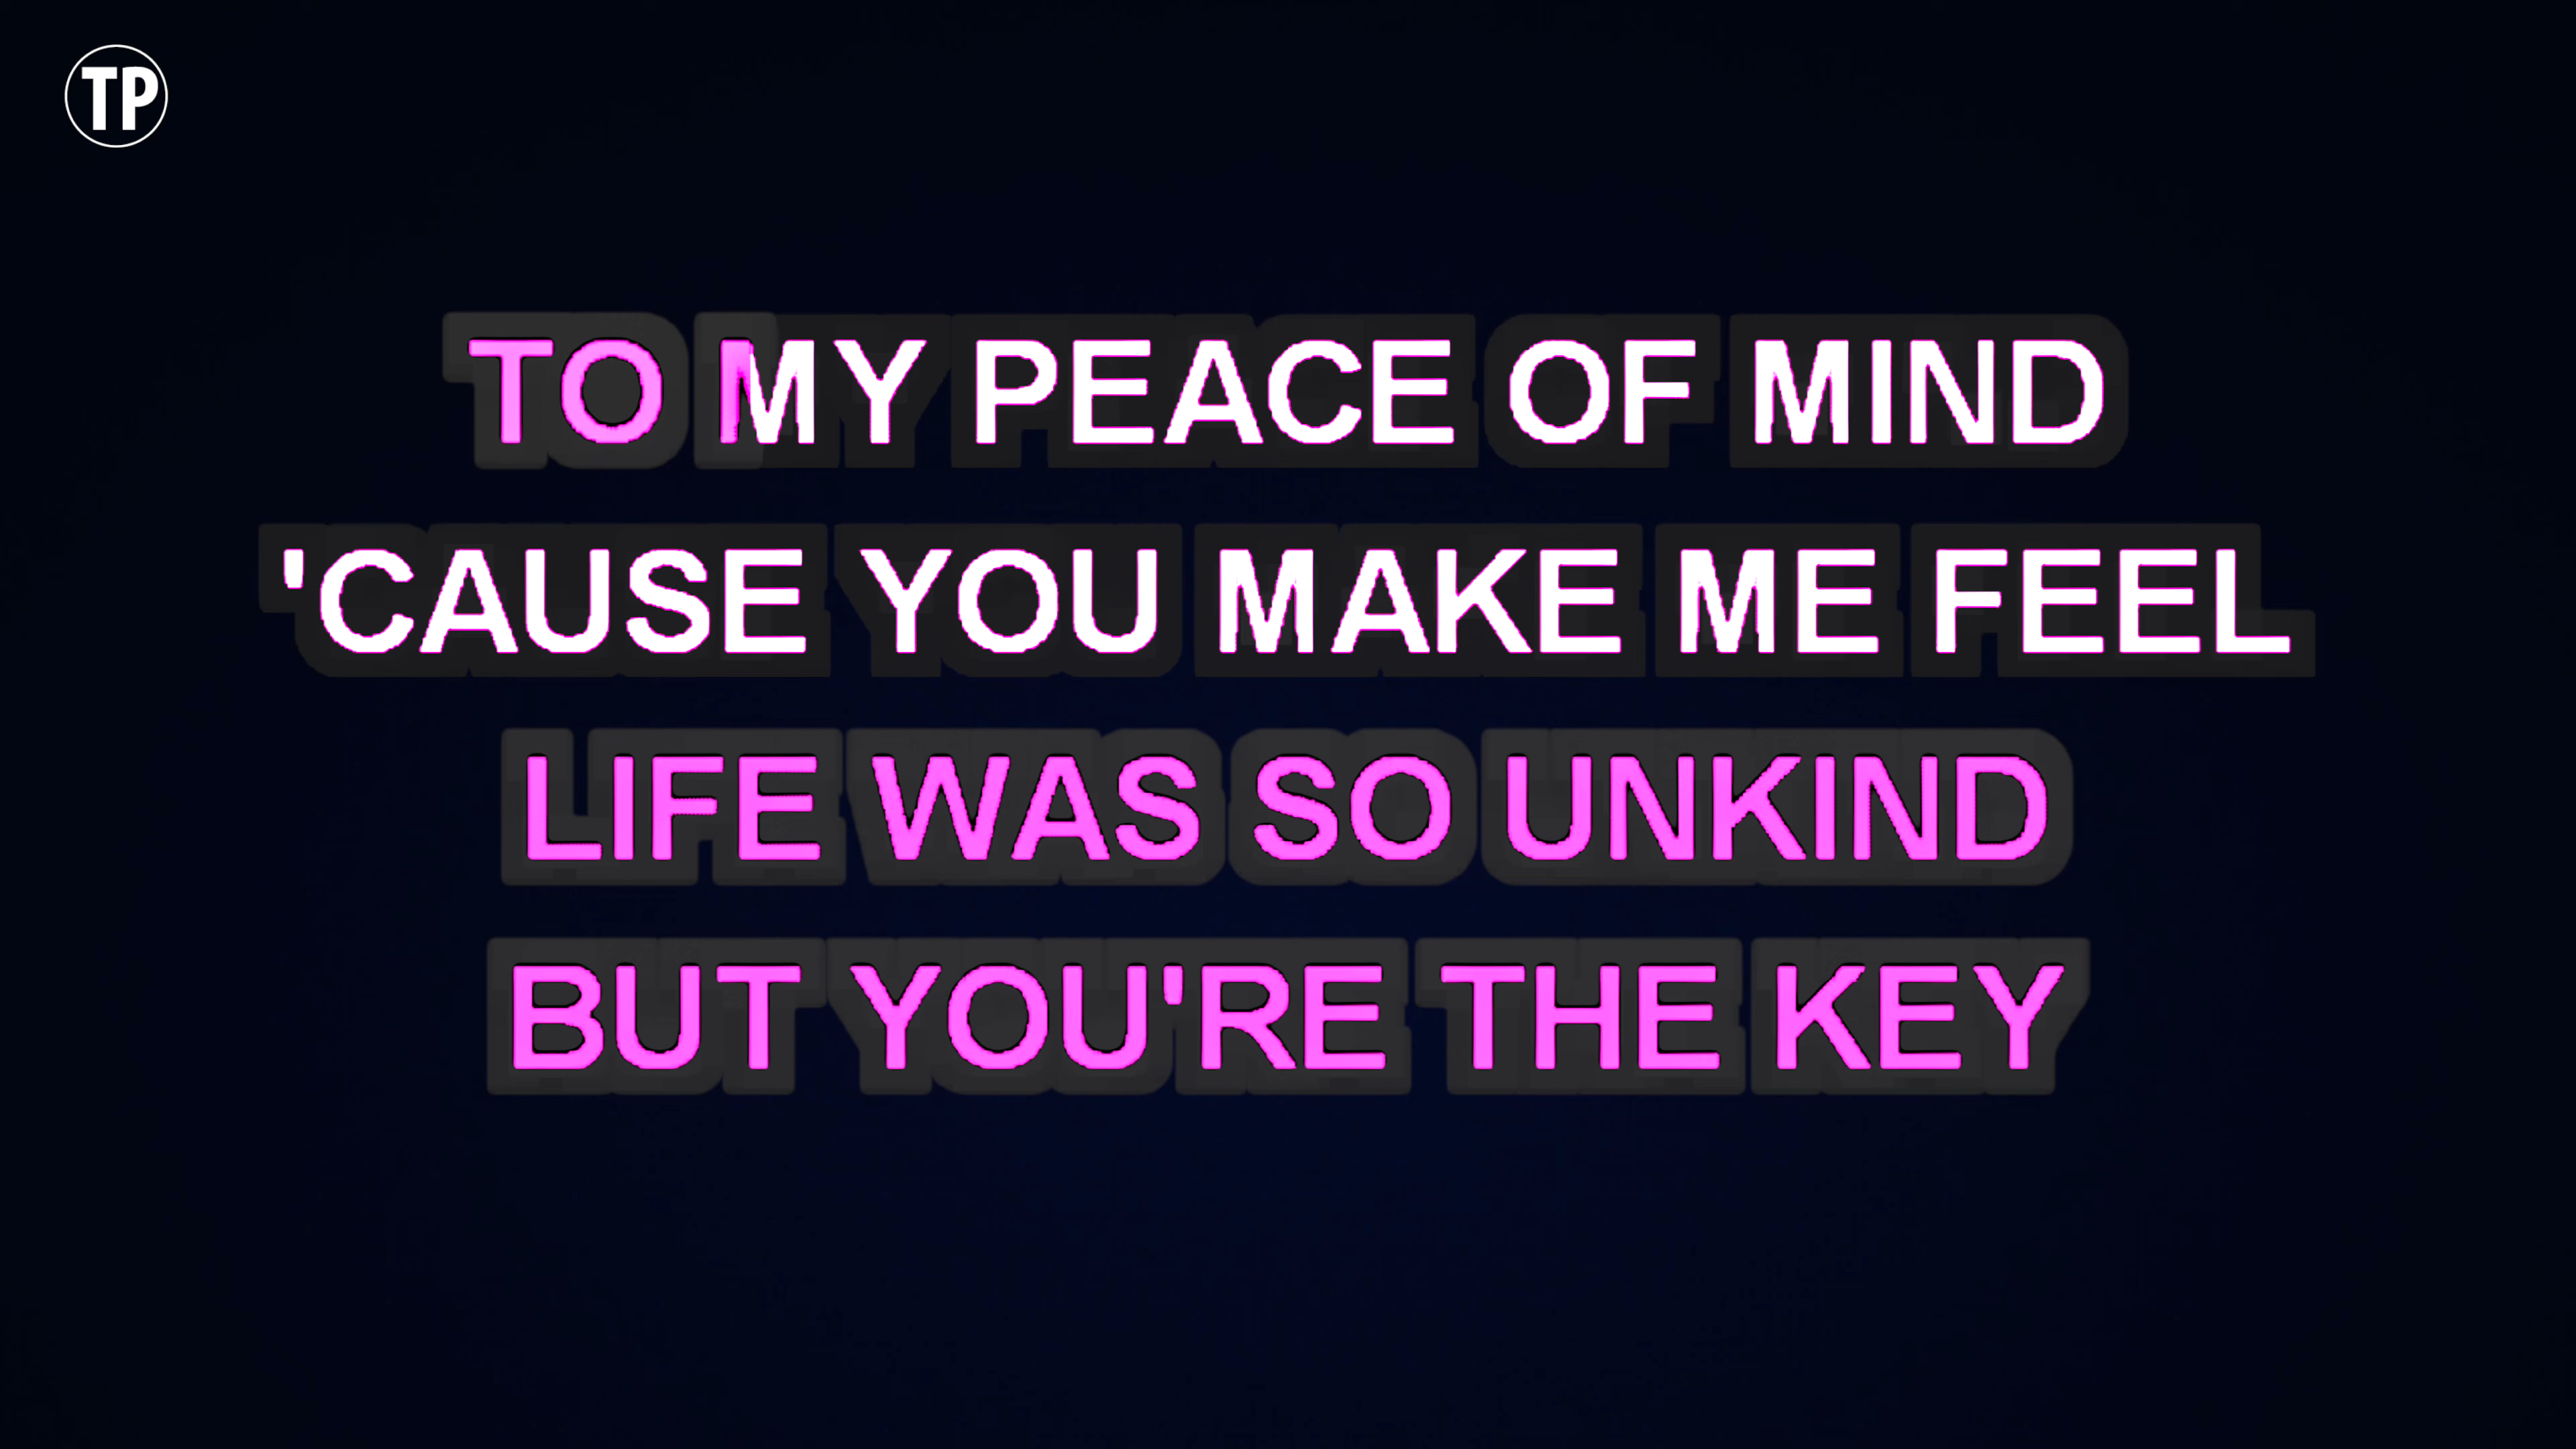 TP
TO MY PEACE OF MIND
'CAUSE YOU MAKE ME FEEL
LIFE WAS SO UNKIND
BUT YOU'RE THE KEY